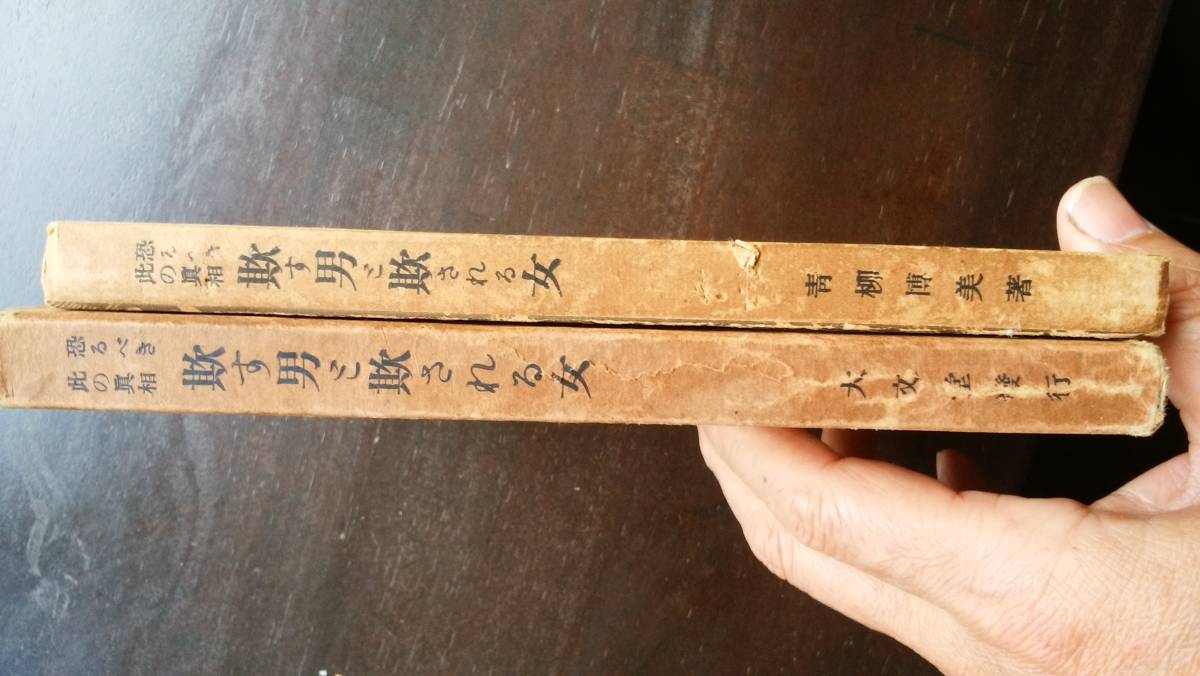 恐るべき
此の真相
欺す男と欺される女
青柳博美著
恐るべき
此の真相
欺す男と欺される女
大文堂發行